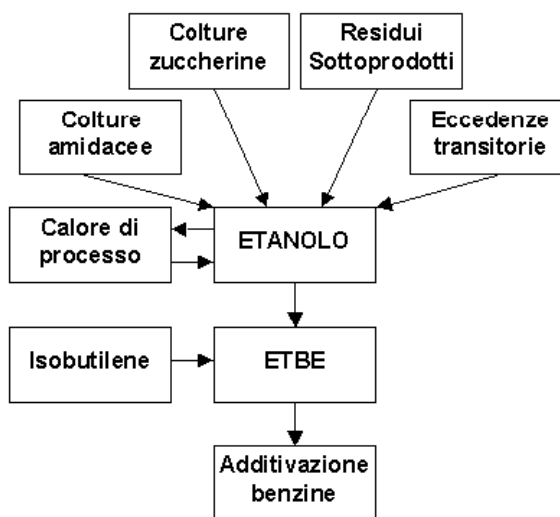 Colture
zuccherine
Residui
Sottoprodotti
Colture
amidacee
Eccedenze
transitorie
Calore di
processo
ETANOLO
Isobutilene
ETBE
Additivazione
benzine